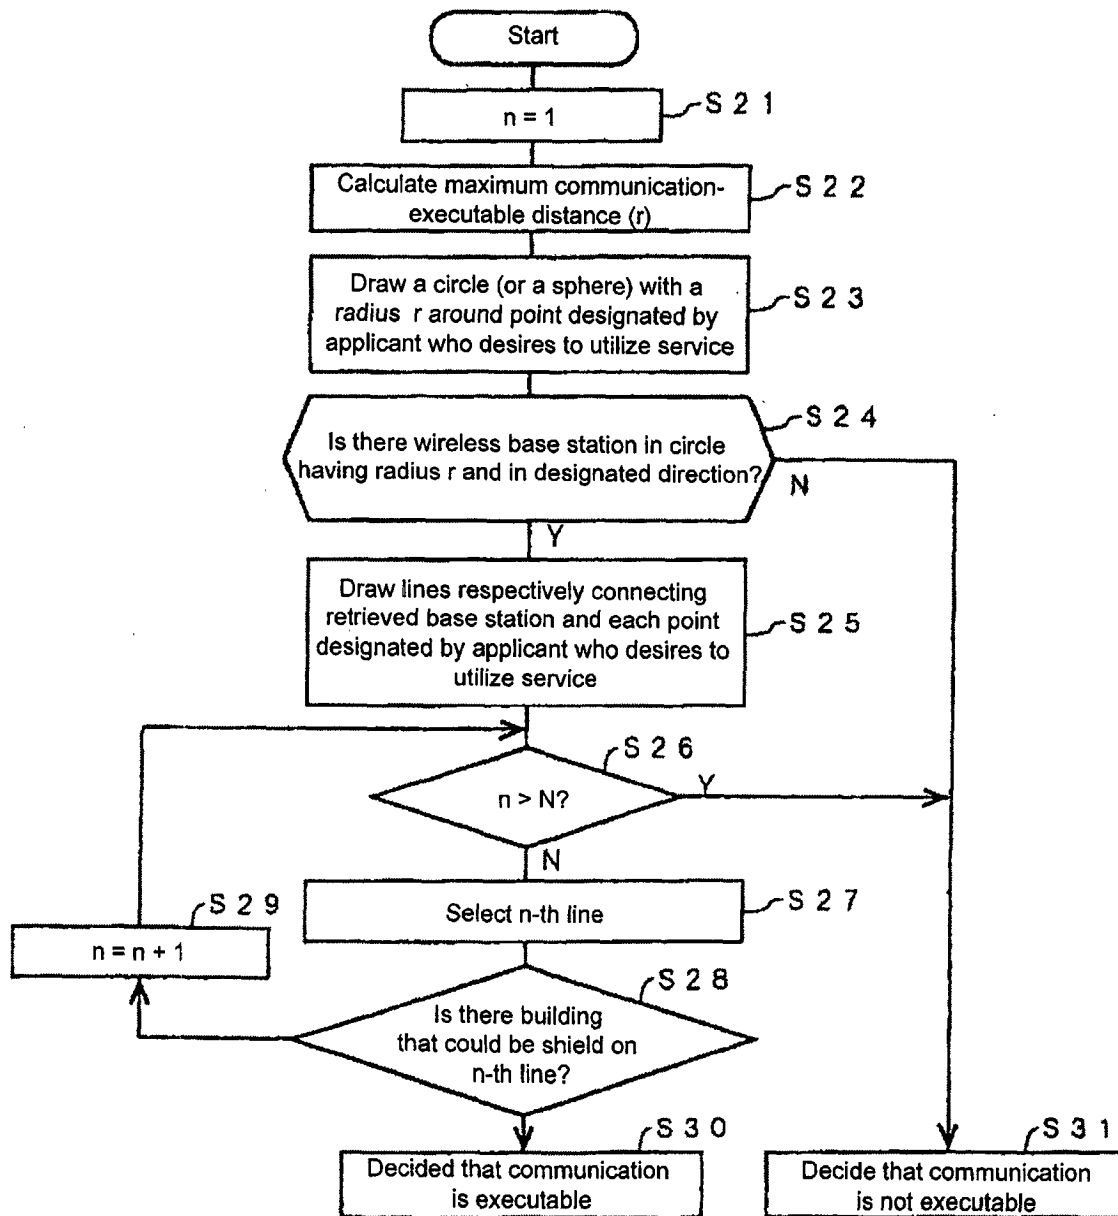 Start
n = 1
S 2 1
Calculate maximum communication-
executable distance (r)
S 2 2
Draw a circle (or a sphere) with a
radius r around point designated by
applicant who desires to utilize service
S 2 3
Is there wireless base station in circle
having radius r and in designated direction?
S 2 4
N
Y
Draw lines respectively connecting
retrieved base station and each point
designated by applicant who desires to
utilize service
S 2 5
n > N?
S 2 6
Y
N
Select n-th line
S 2 7
n = n + 1
S 2 9
Is there building
that could be shield on
n-th line?
S 2 8
Decided that communication
is executable
S 3 0
Decide that communication
is not executable
S 3 1